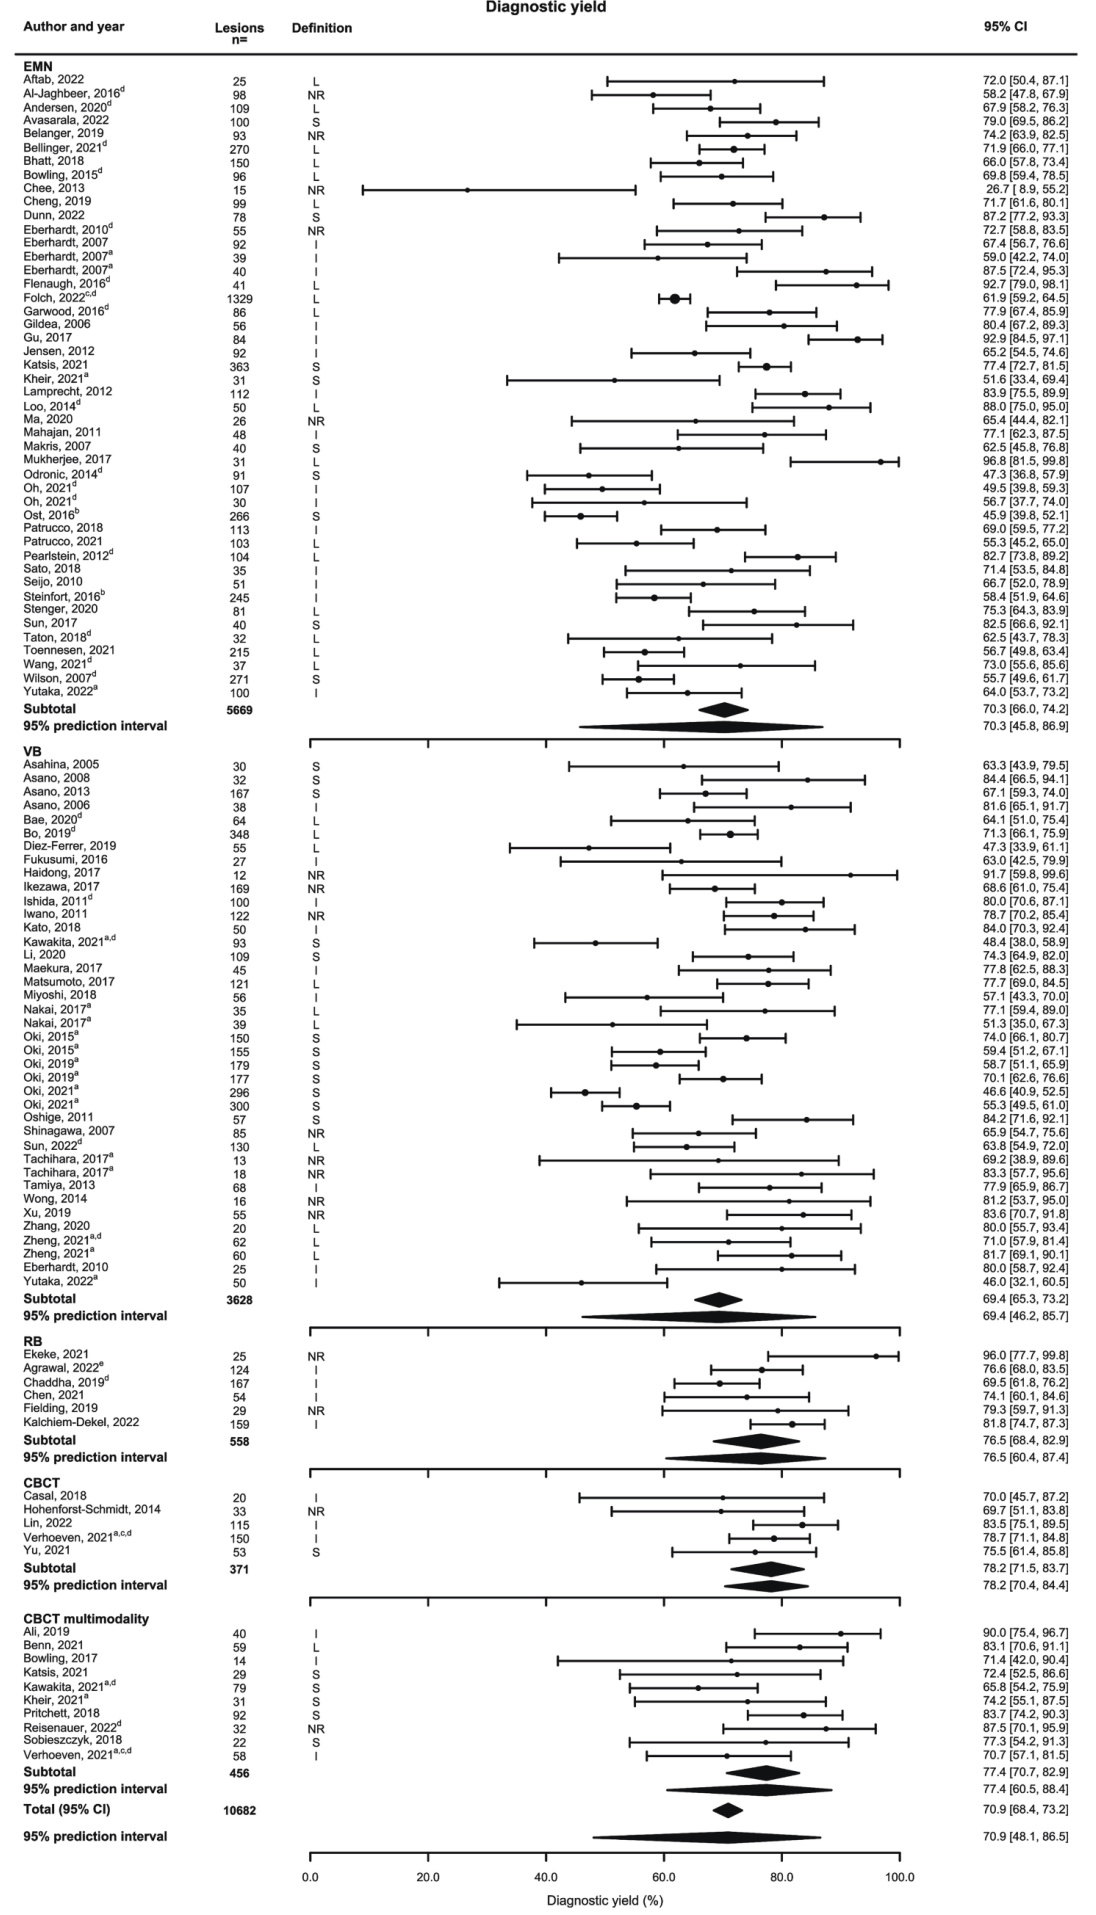 Diagnostic yield
Author and year Lesions n= Definition 95% CI
EMN
Aftab, 2022 25 L 72.0 [50.4, 87.1]
Al-Jaghbeer, 2016d 98 NR 58.2 [47.8, 67.9]
Andersen, 2020d 109 L 67.9 [58.2, 76.3]
Avasarala, 2022 100 S 79.0 [69.5, 86.2]
Belanger, 2019 93 NR 74.2 [63.9, 82.5]
Bellinger, 2021d 270 L 71.9 [66.0, 77.1]
Bhatt, 2018 150 L 66.0 [57.8, 73.4]
Bowling, 2015d 96 L 69.8 [59.4, 78.5]
Chee, 2013 15 NR 26.7 [ 8.9, 55.2]
Cheng, 2019 99 L 71.7 [61.6, 80.1]
Dunn, 2022 78 S 87.2 [77.2, 93.3]
Eberhardt, 2010d 55 NR 72.7 [58.8, 83.5]
Eberhardt, 2007 92 I 67.4 [56.7, 76.6]
Eberhardt, 2007a 39 I 59.0 [42.2, 74.0]
Eberhardt, 2007a 40 I 87.5 [72.4, 95.3]
Flenaugh, 2016d 41 L 92.7 [79.0, 98.1]
Folch, 2022c,d 1329 L 61.9 [59.2, 64.5]
Garwood, 2016d 86 L 77.9 [67.4, 85.9]
Gildea, 2006 56 I 80.4 [67.2, 89.3]
Gu, 2017 84 I 92.9 [84.5, 97.1]
Jensen, 2012 92 I 65.2 [54.5, 74.6]
Katsis, 2021 363 S 77.4 [72.7, 81.5]
Kheir, 2021a 31 S 51.6 [33.4, 69.4]
Lamprecht, 2012 112 I 83.9 [75.5, 89.9]
Loo, 2014d 50 L 88.0 [75.0, 95.0]
Ma, 2020 26 NR 65.4 [44.4, 82.1]
Mahajan, 2011 48 I 77.1 [62.3, 87.5]
Makris, 2007 40 S 62.5 [45.8, 76.8]
Mukherjee, 2017 31 L 96.8 [81.5, 99.8]
Odronic, 2014d 91 S 47.3 [36.8, 57.9]
Oh, 2021d 107 I 49.5 [39.8, 59.3]
Oh, 2021d 30 I 56.7 [37.7, 74.0]
Ost, 2016b 266 S 45.9 [39.8, 52.1]
Patrucco, 2018 113 I 69.0 [59.5, 77.2]
Patrucco, 2021 103 L 55.3 [45.2, 65.0]
Pearlstein, 2012d 104 L 82.7 [73.8, 89.2]
Sato, 2018 35 I 71.4 [53.5, 84.8]
Seijo, 2010 51 I 66.7 [52.0, 78.9]
Steinfort, 2016b 245 I 58.4 [51.9, 64.6]
Stenger, 2020 81 L 75.3 [64.3, 83.9]
Sun, 2017 40 S 82.5 [66.6, 92.1]
Taton, 2018d 32 L 62.5 [43.7, 78.3]
Toennesen, 2021 215 L 56.7 [49.8, 63.4]
Wang, 2021d 37 L 73.0 [55.6, 85.6]
Wilson, 2007d 271 S 55.7 [49.6, 61.7]
Yutaka, 2022a 100 I 64.0 [53.7, 73.2]
Subtotal 5669 70.3 [66.0, 74.2]
95% prediction interval 70.3 [45.8, 86.9]
VB
Asahina, 2005 30 S 63.3 [43.9, 79.5]
Asano, 2008 32 S 84.4 [66.5, 94.1]
Asano, 2013 167 S 67.1 [59.3, 74.0]
Asano, 2006 38 I 81.6 [65.1, 91.7]
Bae, 2020d 64 L 64.1 [51.0, 75.4]
Bo, 2019d 348 L 71.3 [66.1, 75.9]
Diez-Ferrer, 2019 55 L 47.3 [33.9, 61.1]
Fukusumi, 2016 27 I 63.0 [42.5, 79.9]
Haidong, 2017 12 NR 91.7 [59.8, 99.6]
Ikezawa, 2017 169 NR 68.6 [61.0, 75.4]
Ishida, 2011d 100 I 80.0 [70.6, 87.1]
Iwano, 2011 122 NR 78.7 [70.2, 85.4]
Kato, 2018 50 I 84.0 [70.3, 92.4]
Kawakita, 2021a,d 93 S 48.4 [38.0, 58.9]
Li, 2020 109 S 74.3 [64.9, 82.0]
Maekura, 2017 45 I 77.8 [62.5, 88.3]
Matsumoto, 2017 121 L 77.7 [69.0, 84.5]
Miyoshi, 2018 56 I 57.1 [43.3, 70.0]
Nakai, 2017a 35 L 77.1 [59.4, 89.0]
Nakai, 2017a 39 L 51.3 [35.0, 67.3]
Oki, 2015a 150 S 74.0 [66.1, 80.7]
Oki, 2015a 155 S 59.4 [51.2, 67.1]
Oki, 2019a 179 S 58.7 [51.1, 65.9]
Oki, 2019a 177 S 70.1 [62.6, 76.6]
Oki, 2021a 296 S 46.6 [40.9, 52.5]
Oki, 2021a 300 S 55.3 [49.5, 61.0]
Oshige, 2011 57 S 84.2 [71.6, 92.1]
Shinagawa, 2007 85 NR 65.9 [54.7, 75.6]
Sun, 2022d 130 L 63.8 [54.9, 72.0]
Tachihara, 2017a 13 NR 69.2 [38.9, 89.6]
Tachihara, 2017a 18 NR 83.3 [57.7, 95.6]
Tamiya, 2013 68 I 77.9 [65.9, 86.7]
Wong, 2014 16 NR 81.2 [53.7, 95.0]
Xu, 2019 55 NR 83.6 [70.7, 91.8]
Zhang, 2020 20 L 80.0 [55.7, 93.4]
Zheng, 2021a,d 62 L 71.0 [57.9, 81.4]
Zheng, 2021a 60 L 81.7 [69.1, 90.1]
Eberhardt, 2010 25 I 80.0 [58.7, 92.4]
Yutaka, 2022a 50 I 46.0 [32.1, 60.5]
Subtotal 3628 69.4 [65.3, 73.2]
95% prediction interval 69.4 [46.2, 85.7]
RB
Ekeke, 2021 25 NR 96.0 [77.7, 99.8]
Agrawal, 2022e 124 I 76.6 [68.0, 83.5]
Chaddha, 2019d 167 I 69.5 [61.8, 76.2]
Chen, 2021 54 I 74.1 [60.1, 84.6]
Fielding, 2019 29 NR 79.3 [59.7, 91.3]
Kalchiem-Dekel, 2022 159 I 81.8 [74.7, 87.3]
Subtotal 558 76.5 [68.4, 82.9]
95% prediction interval 76.5 [60.4, 87.4]
CBCT
Casal, 2018 20 I 70.0 [45.7, 87.2]
Hohenforst-Schmidt, 2014 33 NR 69.7 [51.1, 83.8]
Lin, 2022 115 I 83.5 [75.1, 89.5]
Verhoeven, 2021a,c,d 150 I 78.7 [71.1, 84.8]
Yu, 2021 53 S 75.5 [61.4, 85.8]
Subtotal 371 78.2 [71.5, 83.7]
95% prediction interval 78.2 [70.4, 84.4]
CBCT multimodality
Ali, 2019 40 I 90.0 [75.4, 96.7]
Benn, 2021 59 L 83.1 [70.6, 91.1]
Bowling, 2017 14 I 71.4 [42.0, 90.4]
Katsis, 2021 29 S 72.4 [52.5, 86.6]
Kawakita, 2021a,d 79 S 65.8 [54.2, 75.9]
Kheir, 2021a 31 S 74.2 [55.1, 87.5]
Pritchett, 2018 92 S 83.7 [74.2, 90.3]
Reisenauer, 2022d 32 NR 87.5 [70.1, 95.9]
Sobieszczyk, 2018 22 S 77.3 [54.2, 91.3]
Verhoeven, 2021a,c,d 58 I 70.7 [57.1, 81.5]
Subtotal 456 77.4 [70.7, 82.9]
95% prediction interval 77.4 [60.5, 88.4]
Total (95% CI) 10682 70.9 [68.4, 73.2]
95% prediction interval 70.9 [48.1, 86.5]
0.0 20.0 40.0 60.0 80.0 100.0
Diagnostic yield (%)